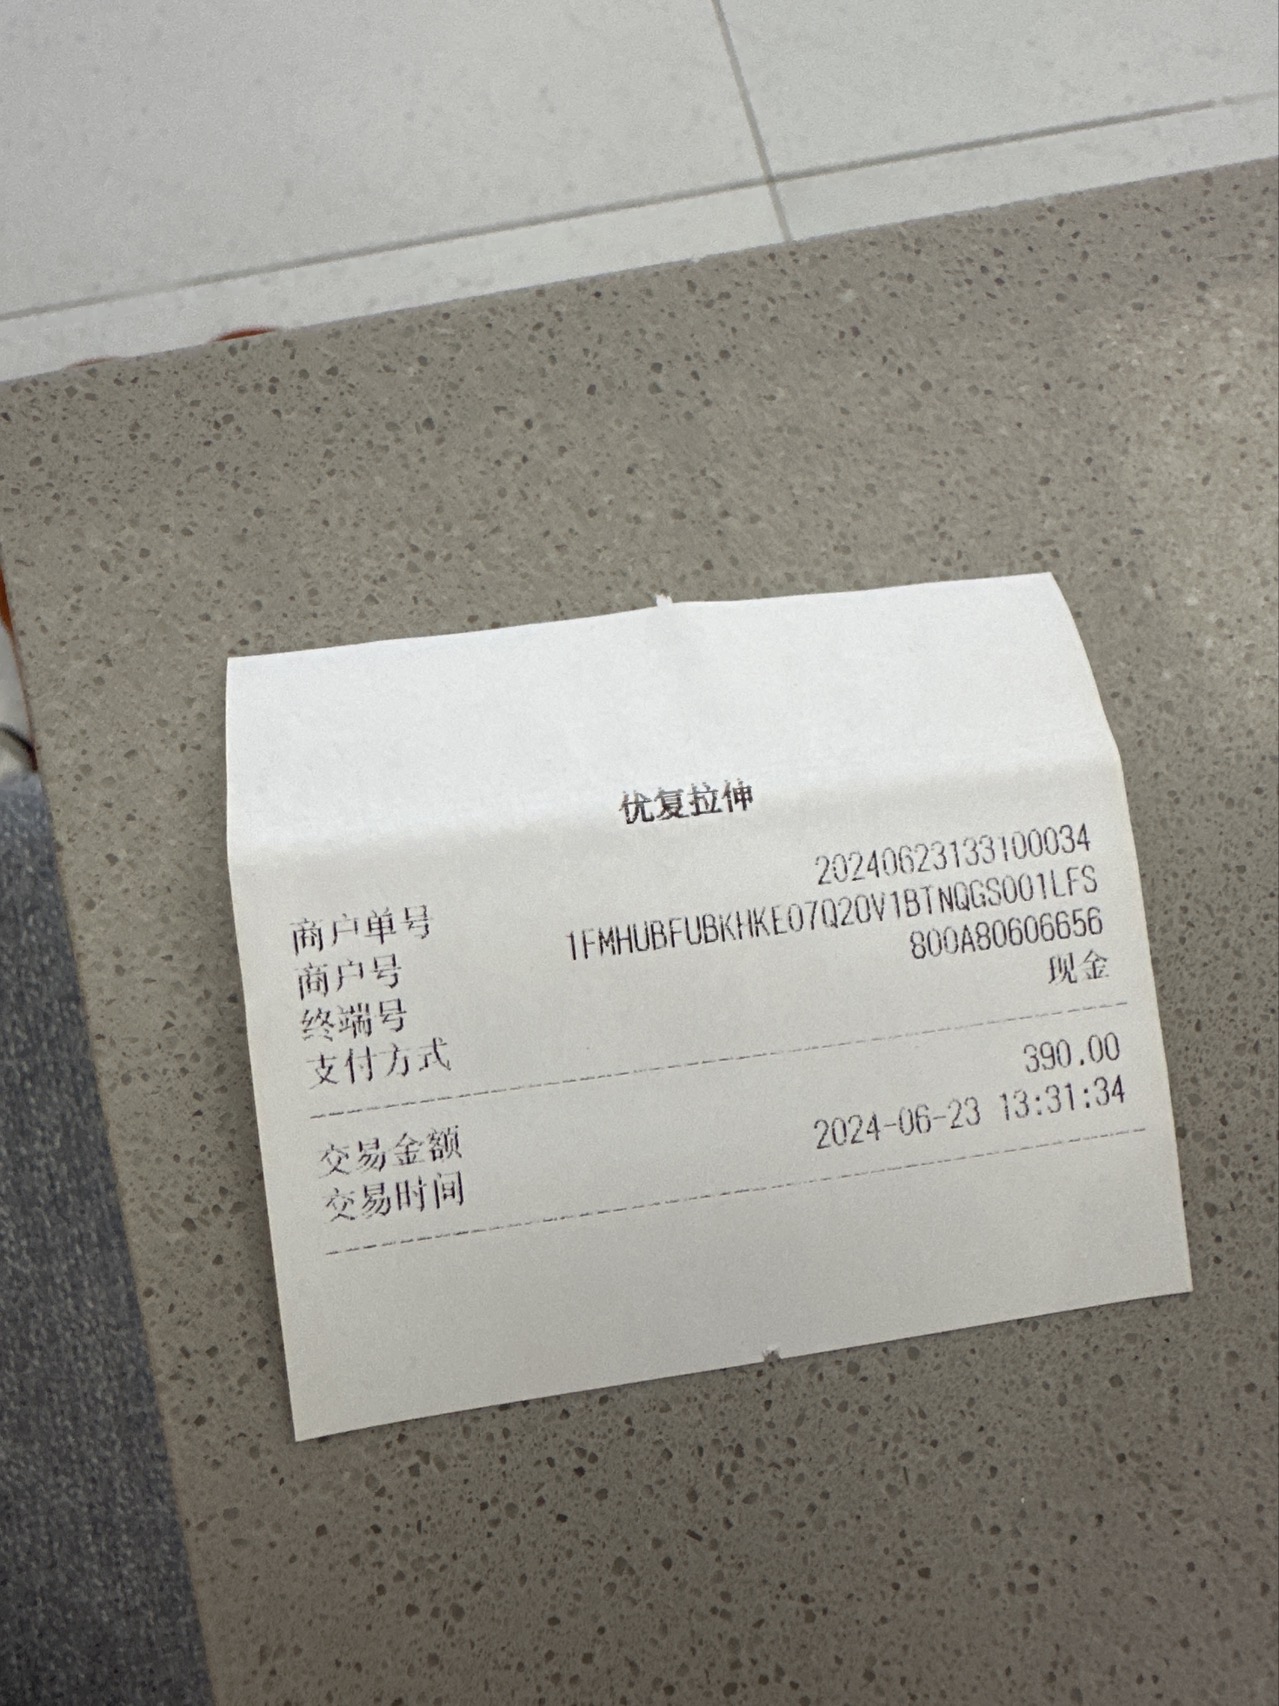 优复拉伸
商户单号 20240623133100034
商户号 1FMHUBFUBKHKE07Q20V1BTNQGS001LFS
终端号 800A80606656
支付方式 现金
交易金额 390.00
交易时间 2024-06-23 13:31:34